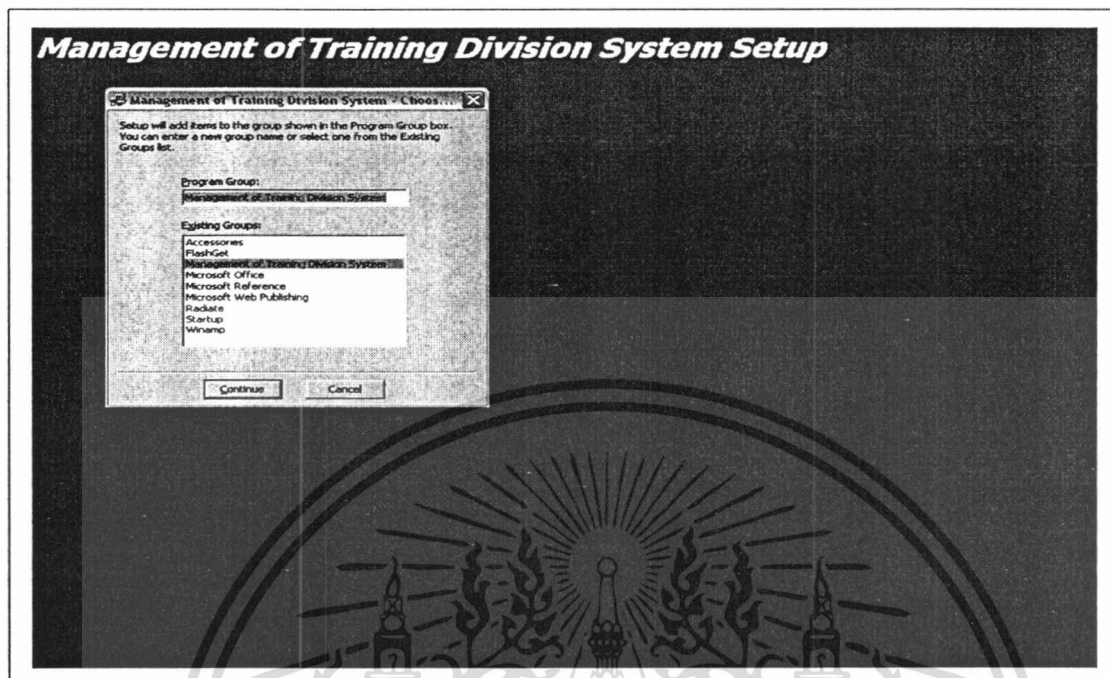 Management of Training Division System Setup
Management of Training Division System - Choos...
Setup will add items to the group shown in the Program Group box.
You can enter a new group name or select one from the Existing
Groups list.
Program Group:
Management of Training Division System
Existing Groups:
Accessories
FlashGet
Management of Training Division System
Microsoft Office
Microsoft Reference
Microsoft Web Publishing
Radiate
Startup
Winamp
Continue
Cancel